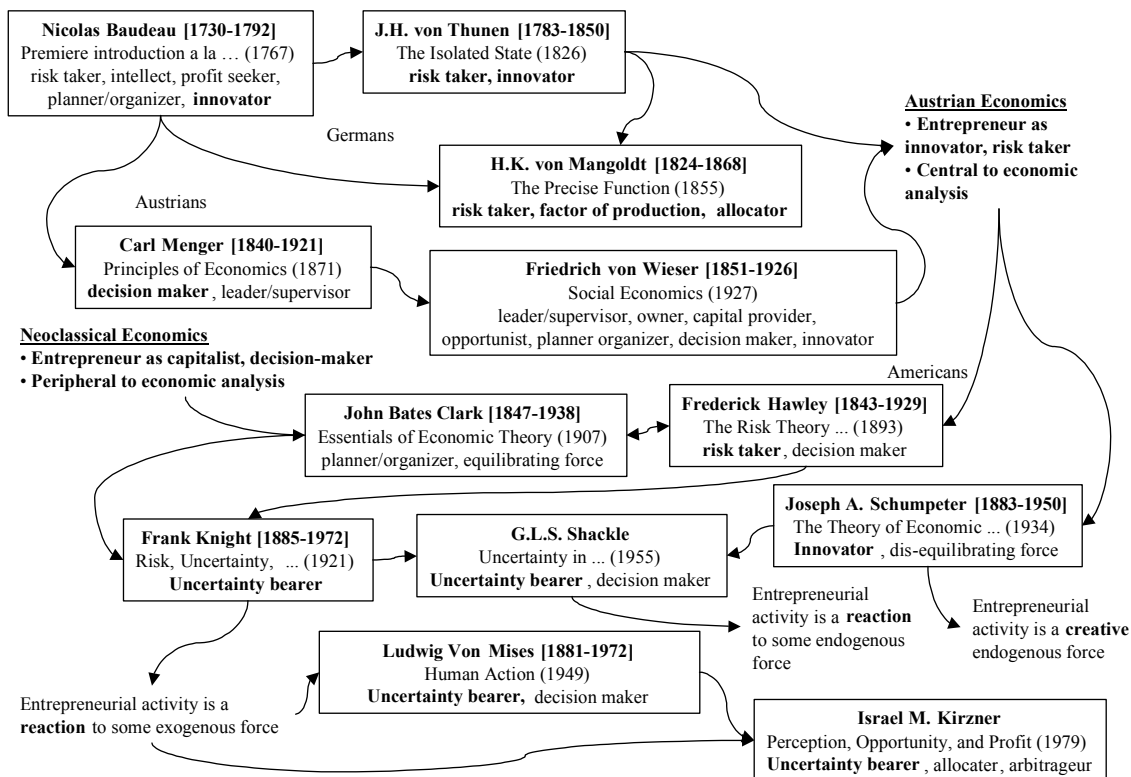 Nicolas Baudeau [1730-1792]
Premiere introduction a la … (1767)
risk taker, intellect, profit seeker,
planner/organizer, innovator
J.H. von Thunen [1783-1850]
The Isolated State (1826)
risk taker, innovator
Austrian Economics
• Entrepreneur as
innovator, risk taker
• Central to economic
analysis
Germans
H.K. von Mangoldt [1824-1868]
The Precise Function (1855)
risk taker, factor of production, allocator
Austrians
Carl Menger [1840-1921]
Principles of Economics (1871)
decision maker , leader/supervisor
Friedrich von Wieser [1851-1926]
Social Economics (1927)
leader/supervisor, owner, capital provider,
opportunist, planner organizer, decision maker, innovator
Neoclassical Economics
• Entrepreneur as capitalist, decision-maker
• Peripheral to economic analysis
Americans
John Bates Clark [1847-1938]
Essentials of Economic Theory (1907)
planner/organizer, equilibrating force
Frederick Hawley [1843-1929]
The Risk Theory ... (1893)
risk taker , decision maker
Joseph A. Schumpeter [1883-1950]
The Theory of Economic ... (1934)
Innovator , dis-equilibrating force
Frank Knight [1885-1972]
Risk, Uncertainty, ... (1921)
Uncertainty bearer
G.L.S. Shackle
Uncertainty in ... (1955)
Uncertainty bearer , decision maker
Entrepreneurial
activity is a reaction
to some endogenous
force
Entrepreneurial
activity is a creative
endogenous force
Ludwig Von Mises [1881-1972]
Human Action (1949)
Uncertainty bearer, decision maker
Entrepreneurial activity is a
reaction to some exogenous force
Israel M. Kirzner
Perception, Opportunity, and Profit (1979)
Uncertainty bearer , allocater, arbitrageur